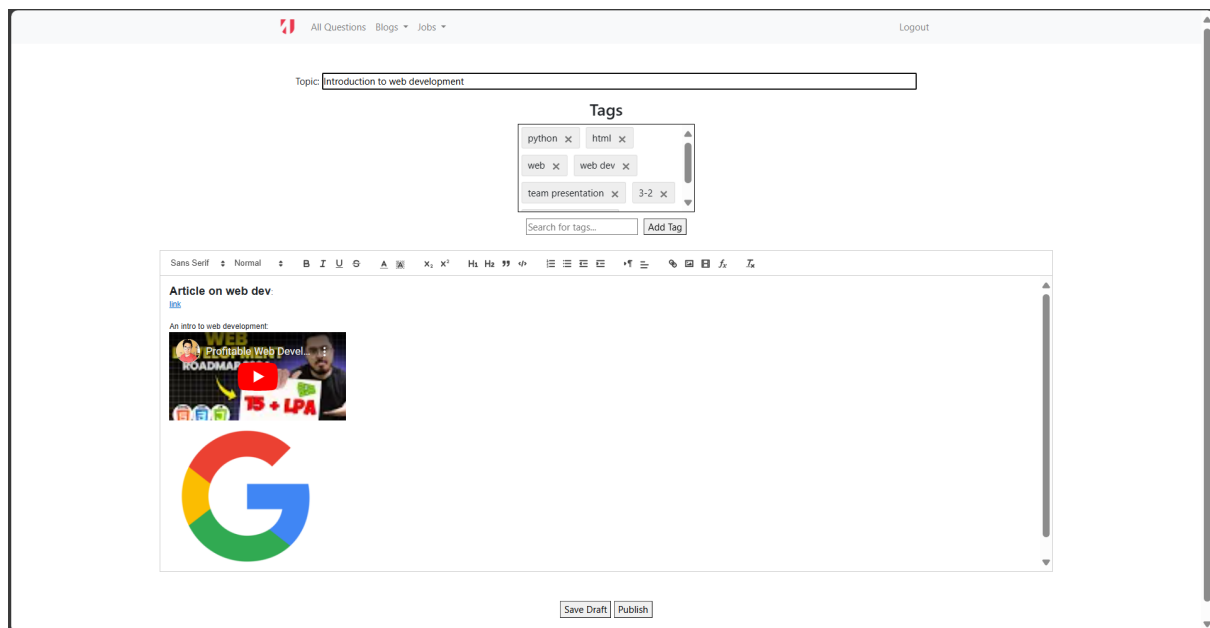 All Questions Blogs Jobs Logout
Topic: Introduction to web development
Tags
python × html ×
web × web dev ×
team presentation × 3-2 ×
Search for tags... Add Tag
Sans Serif Normal B I U S A A X₂ X² H1 H2
Article on web dev:
link
An intro to web development:
WEB
Profitable Web Devel...
ROADMAP
15 + LPA
Save Draft Publish